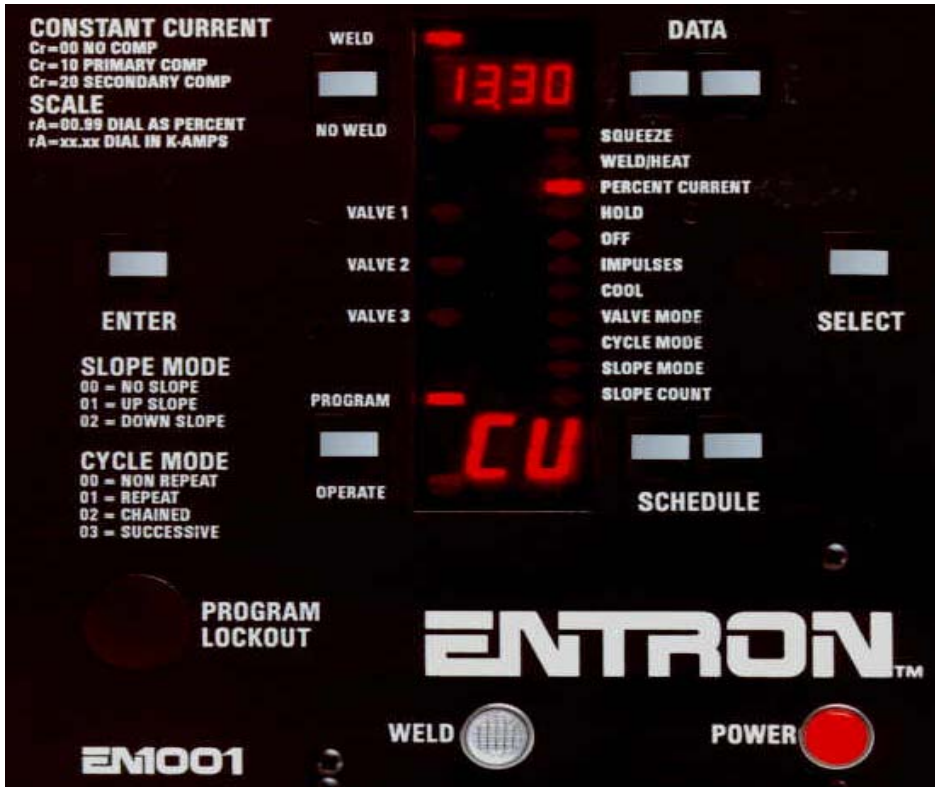 CONSTANT CURRENT
Cr=00 NO COMP
Cr=10 PRIMARY COMP
Cr=20 SECONDARY COMP
SCALE
rA=00.99 DIAL AS PERCENT
rA=xx.xx DIAL IN K-AMPS
WELD
NO WELD
13.30
DATA
SQUEEZE
WELD/HEAT
PERCENT CURRENT
HOLD
OFF
IMPULSES
COOL
VALVE MODE
CYCLE MODE
SLOPE MODE
SLOPE COUNT
VALVE 1
VALVE 2
VALVE 3
ENTER
SELECT
SLOPE MODE
00 = NO SLOPE
01 = UP SLOPE
02 = DOWN SLOPE
PROGRAM
OPERATE
CU
SCHEDULE
CYCLE MODE
00 = NON REPEAT
01 = REPEAT
02 = CHAINED
03 = SUCCESSIVE
PROGRAM
LOCKOUT
ENTRON™
WELD
POWER
EM1001